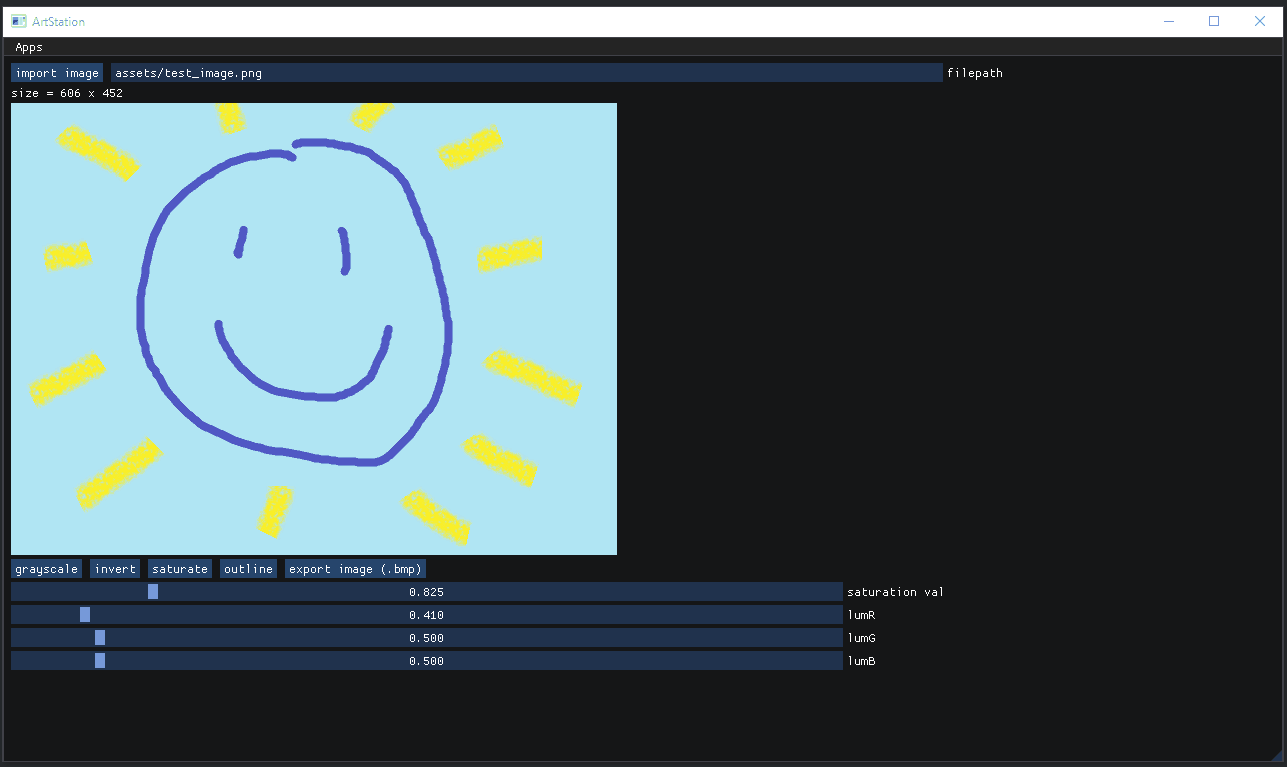 ArtStation
Apps
import image assets/test_image.png filepath
size = 606 x 452
grayscale invert saturate outline export image (.bmp)
0.825 saturation val
0.410 lumR
0.500 lumG
0.500 lumB